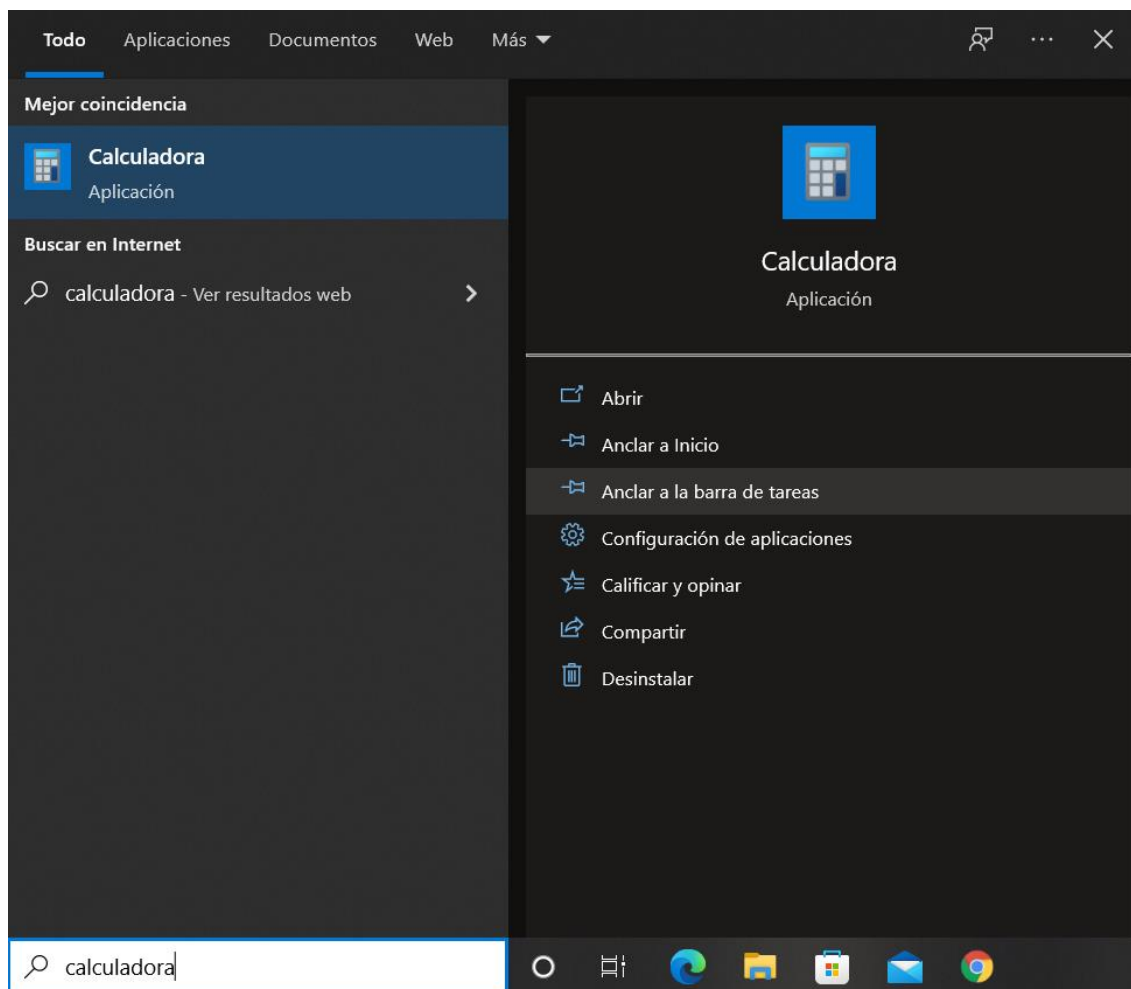 Todo Aplicaciones Documentos Web Más
Mejor coincidencia
Calculadora
Aplicación
Buscar en Internet
calculadora - Ver resultados web
Calculadora
Aplicación
Abrir
Anclar a Inicio
Anclar a la barra de tareas
Configuración de aplicaciones
Calificar y opinar
Compartir
Desinstalar
calculadora